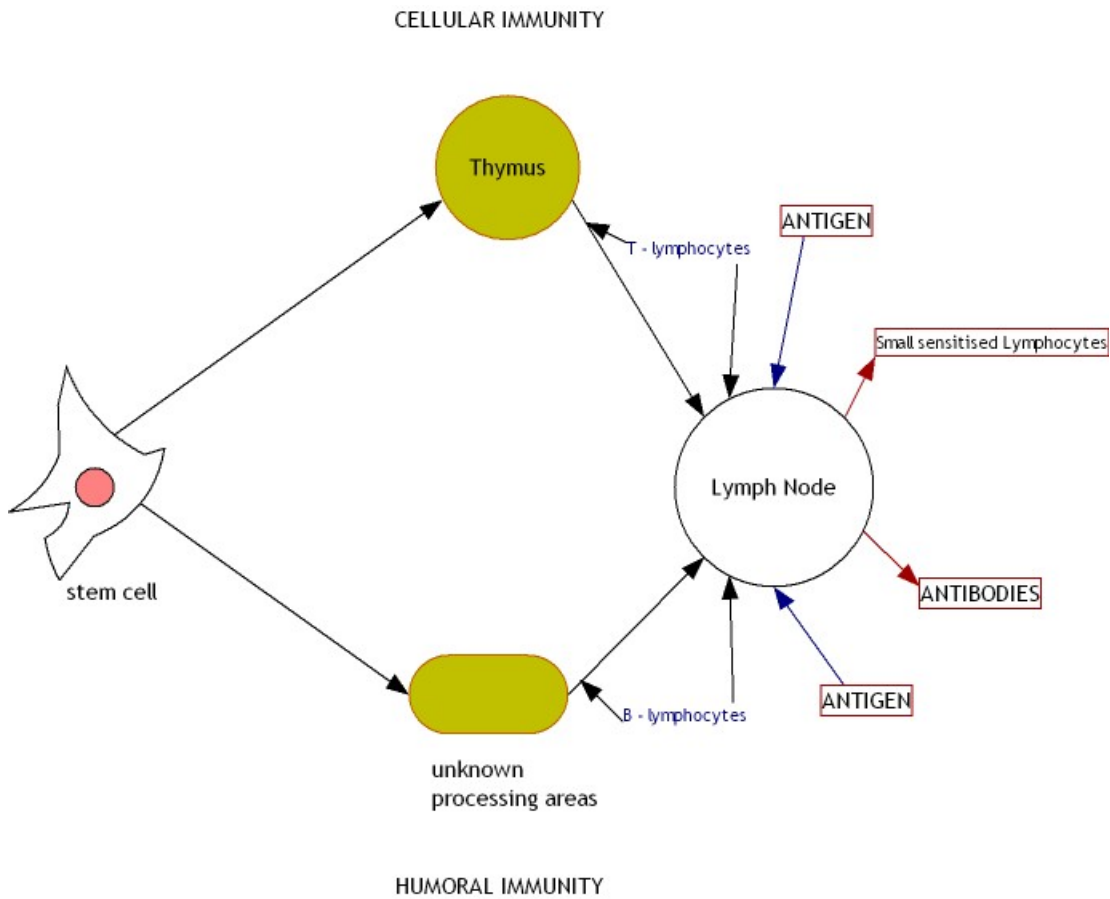 CELLULAR IMMUNITY
Thymus
ANTIGEN
T - lymphocytes
Small sensitised Lymphocytes
Lymph Node
stem cell
ANTIBODIES
ANTIGEN
B - lymphocytes
unknown
processing areas
HUMORAL IMMUNITY